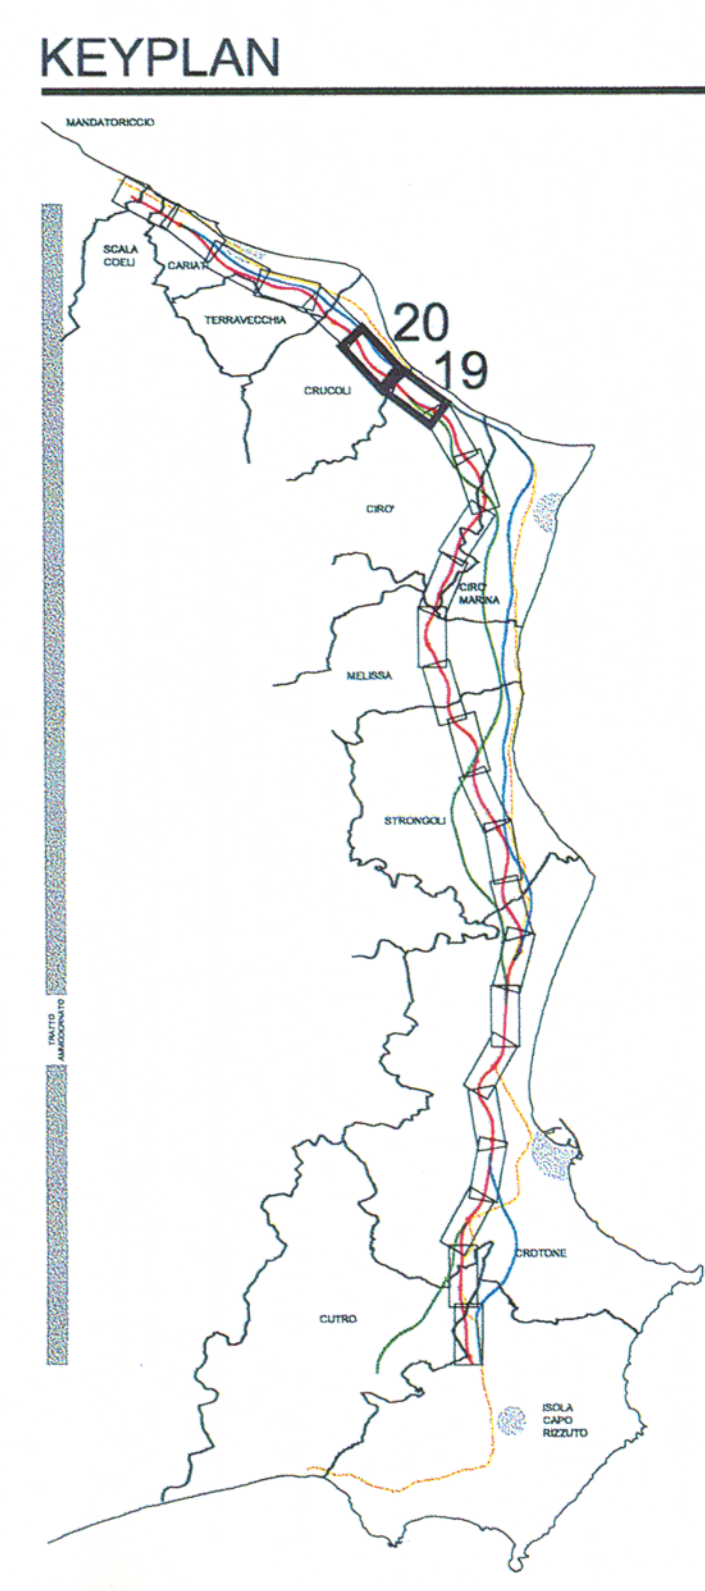 KEYPLAN
MANDATORICCIO
SCALA
COELI
CARIATI
TERRAVECCHIA
20
19
CRUCOLI
CIRO'
CIRO'
MARINA
MELISSA
STRONGOLI
TRATTO
AMMODERNATO
CROTONE
CUTRO
ISOLA
CAPO
RIZZUTO